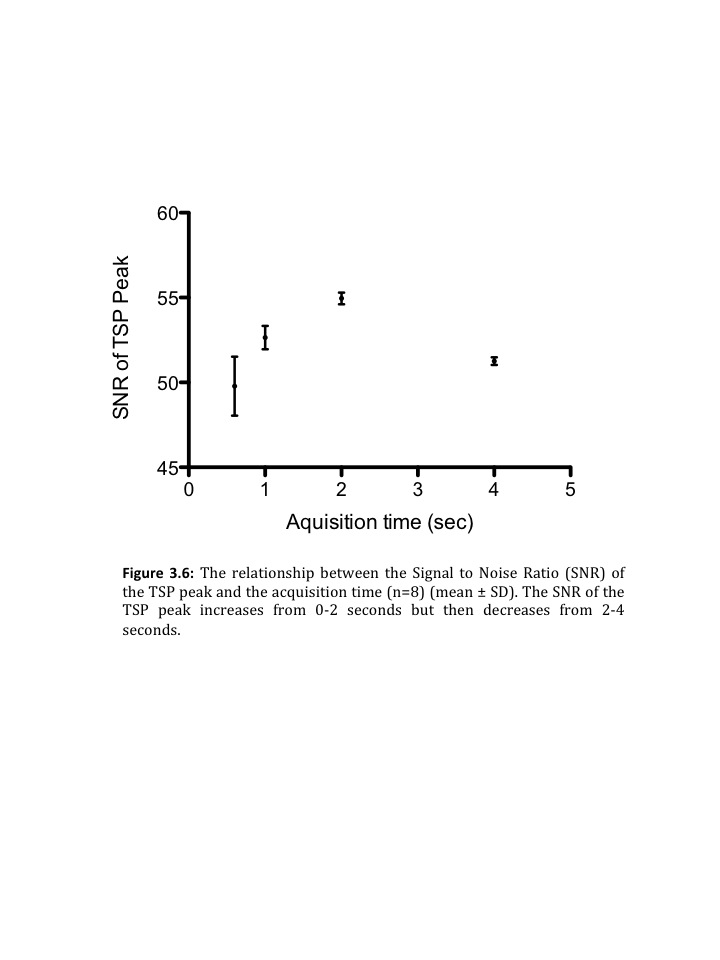 60
55
50
45
SNR of TSP Peak
0 1 2 3 4 5
Aquisition time (sec)
Figure 3.6: The relationship between the Signal to Noise Ratio (SNR) of
the TSP peak and the acquisition time (n=8) (mean ± SD). The SNR of the
TSP peak increases from 0-2 seconds but then decreases from 2-4
seconds.